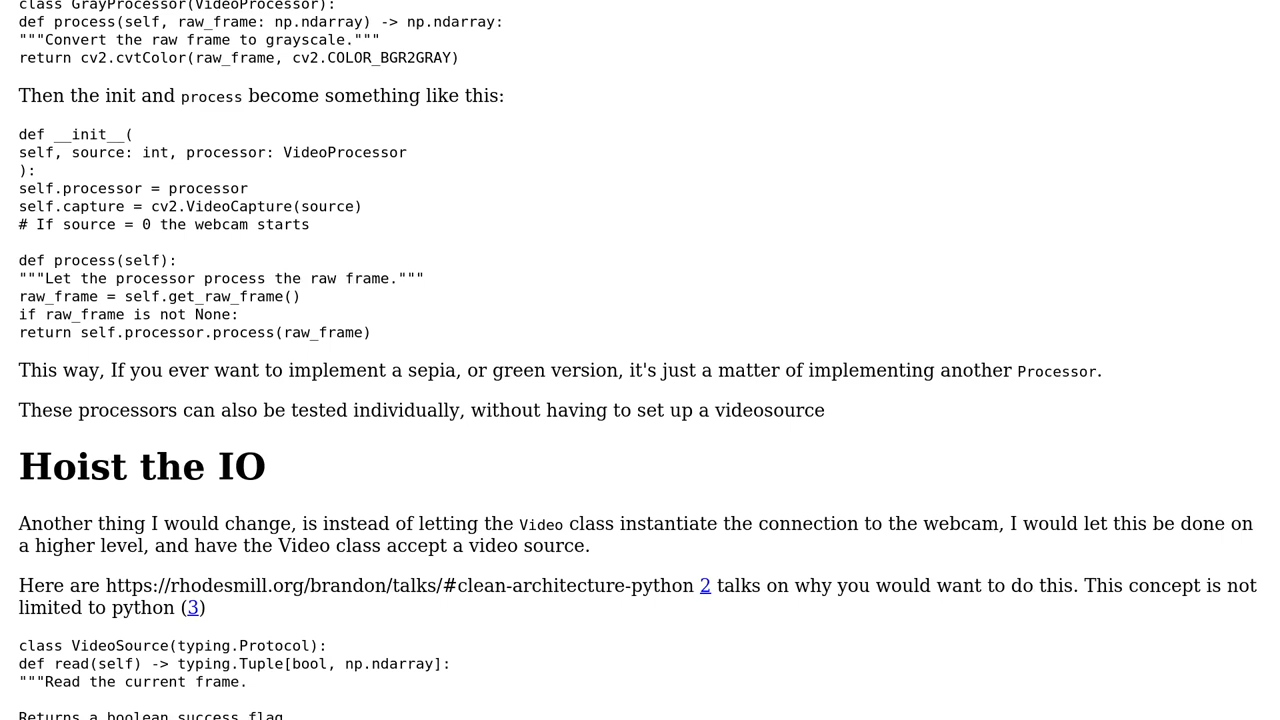 class GrayProcessor(VideoProcessor):
def process(self, raw_frame: np.ndarray) -> np.ndarray:
"""Convert the raw frame to grayscale."""
return cv2.cvtColor(raw_frame, cv2.COLOR_BGR2GRAY)
Then the init and process become something like this:
def __init__(
self, source: int, processor: VideoProcessor
):
self.processor = processor
self.capture = cv2.VideoCapture(source)
# If source = 0 the webcam starts
def process(self):
"""Let the processor process the raw frame."""
raw_frame = self.get_raw_frame()
if raw_frame is not None:
return self.processor.process(raw_frame)
This way, If you ever want to implement a sepia, or green version, it's just a matter of implementing another Processor.
These processors can also be tested individually, without having to set up a videosource
Hoist the IO
Another thing I would change, is instead of letting the Video class instantiate the connection to the webcam, I would let this be done on
a higher level, and have the Video class accept a video source.
Here are https://rhodesmill.org/brandon/talks/#clean-architecture-python 2 talks on why you would want to do this. This concept is not
limited to python (3)
class VideoSource(typing.Protocol):
def read(self) -> typing.Tuple[bool, np.ndarray]:
"""Read the current frame.
Returns a boolean success flag